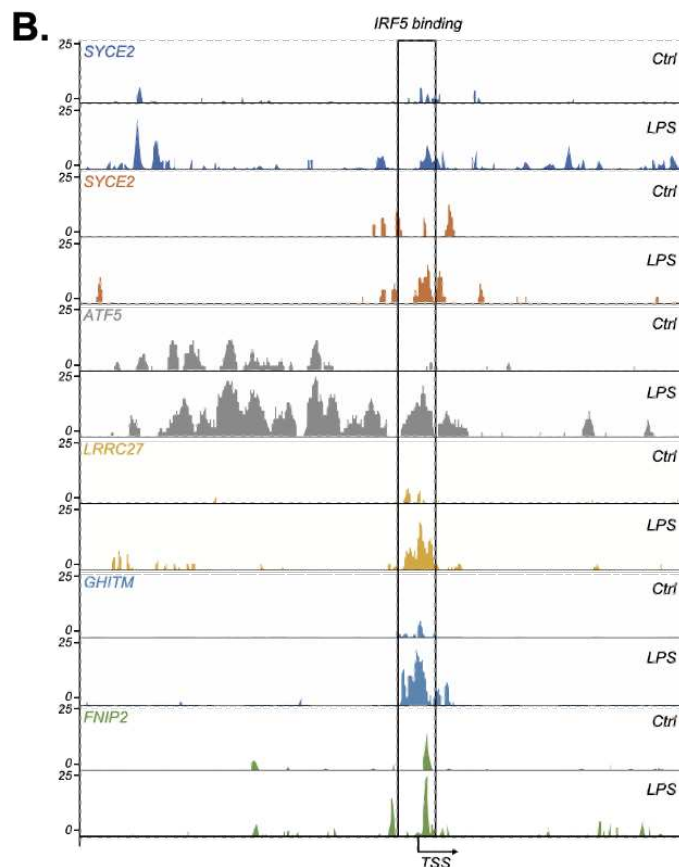 B.
IRF5 binding
25
SYCE2
Ctrl
0
25
LPS
0
25
SYCE2
Ctrl
0
25
LPS
0
25
ATF5
Ctrl
0
25
LPS
0
25
LRRC27
Ctrl
0
25
LPS
0
25
GHITM
Ctrl
0
25
LPS
0
25
FNIP2
Ctrl
0
25
LPS
0
TSS